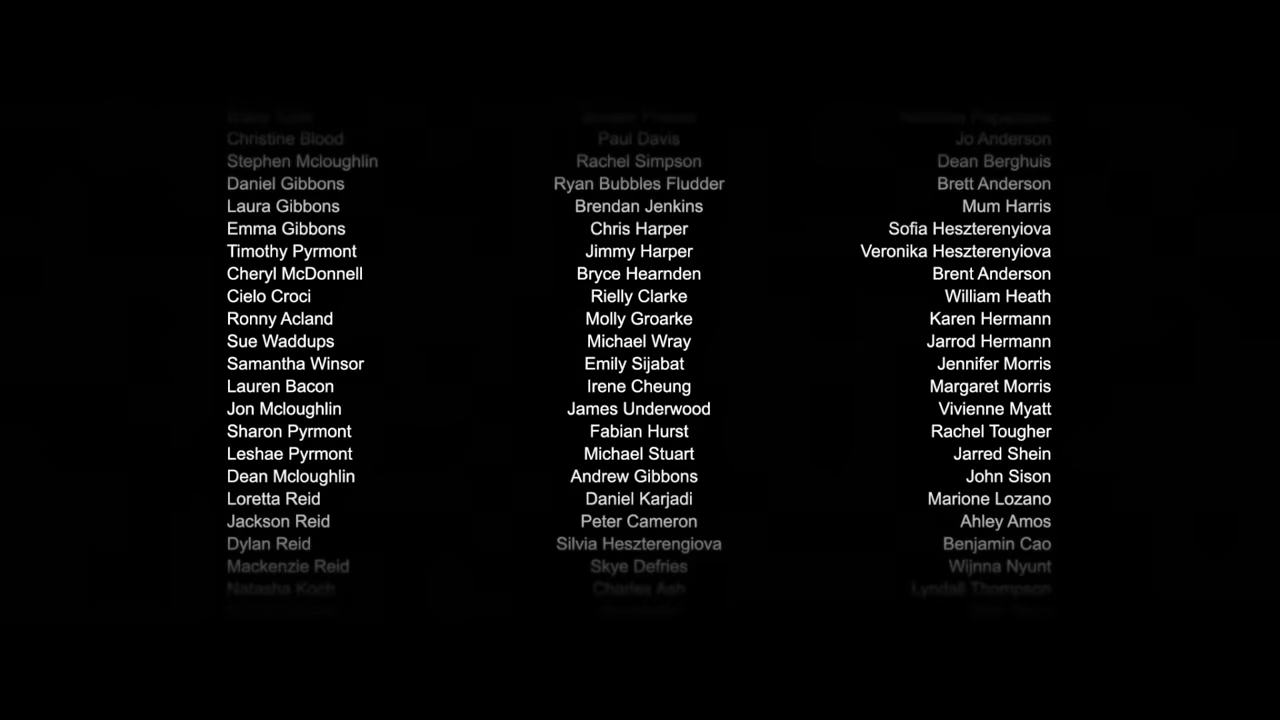 Christine Blood Paul Davis Jo Anderson
Stephen Mcloughlin Rachel Simpson Dean Berghuis
Daniel Gibbons Ryan Bubbles Fludder Brett Anderson
Laura Gibbons Brendan Jenkins Mum Harris
Emma Gibbons Chris Harper Sofia Heszterenyiova
Timothy Pyrmont Jimmy Harper Veronika Heszterenyiova
Cheryl McDonnell Bryce Hearnden Brent Anderson
Cielo Croci Rielly Clarke William Heath
Ronny Acland Molly Groarke Karen Hermann
Sue Waddups Michael Wray Jarrod Hermann
Samantha Winsor Emily Sijabat Jennifer Morris
Lauren Bacon Irene Cheung Margaret Morris
Jon Mcloughlin James Underwood Vivienne Myatt
Sharon Pyrmont Fabian Hurst Rachel Tougher
Leshae Pyrmont Michael Stuart Jarred Shein
Dean Mcloughlin Andrew Gibbons John Sison
Loretta Reid Daniel Karjadi Marione Lozano
Jackson Reid Peter Cameron Ahley Amos
Dylan Reid Silvia Heszterengiova Benjamin Cao
Mackenzie Reid Skye Defries Wijnna Nyunt
Natasha Koch Charles Ash Lyndall Thompson